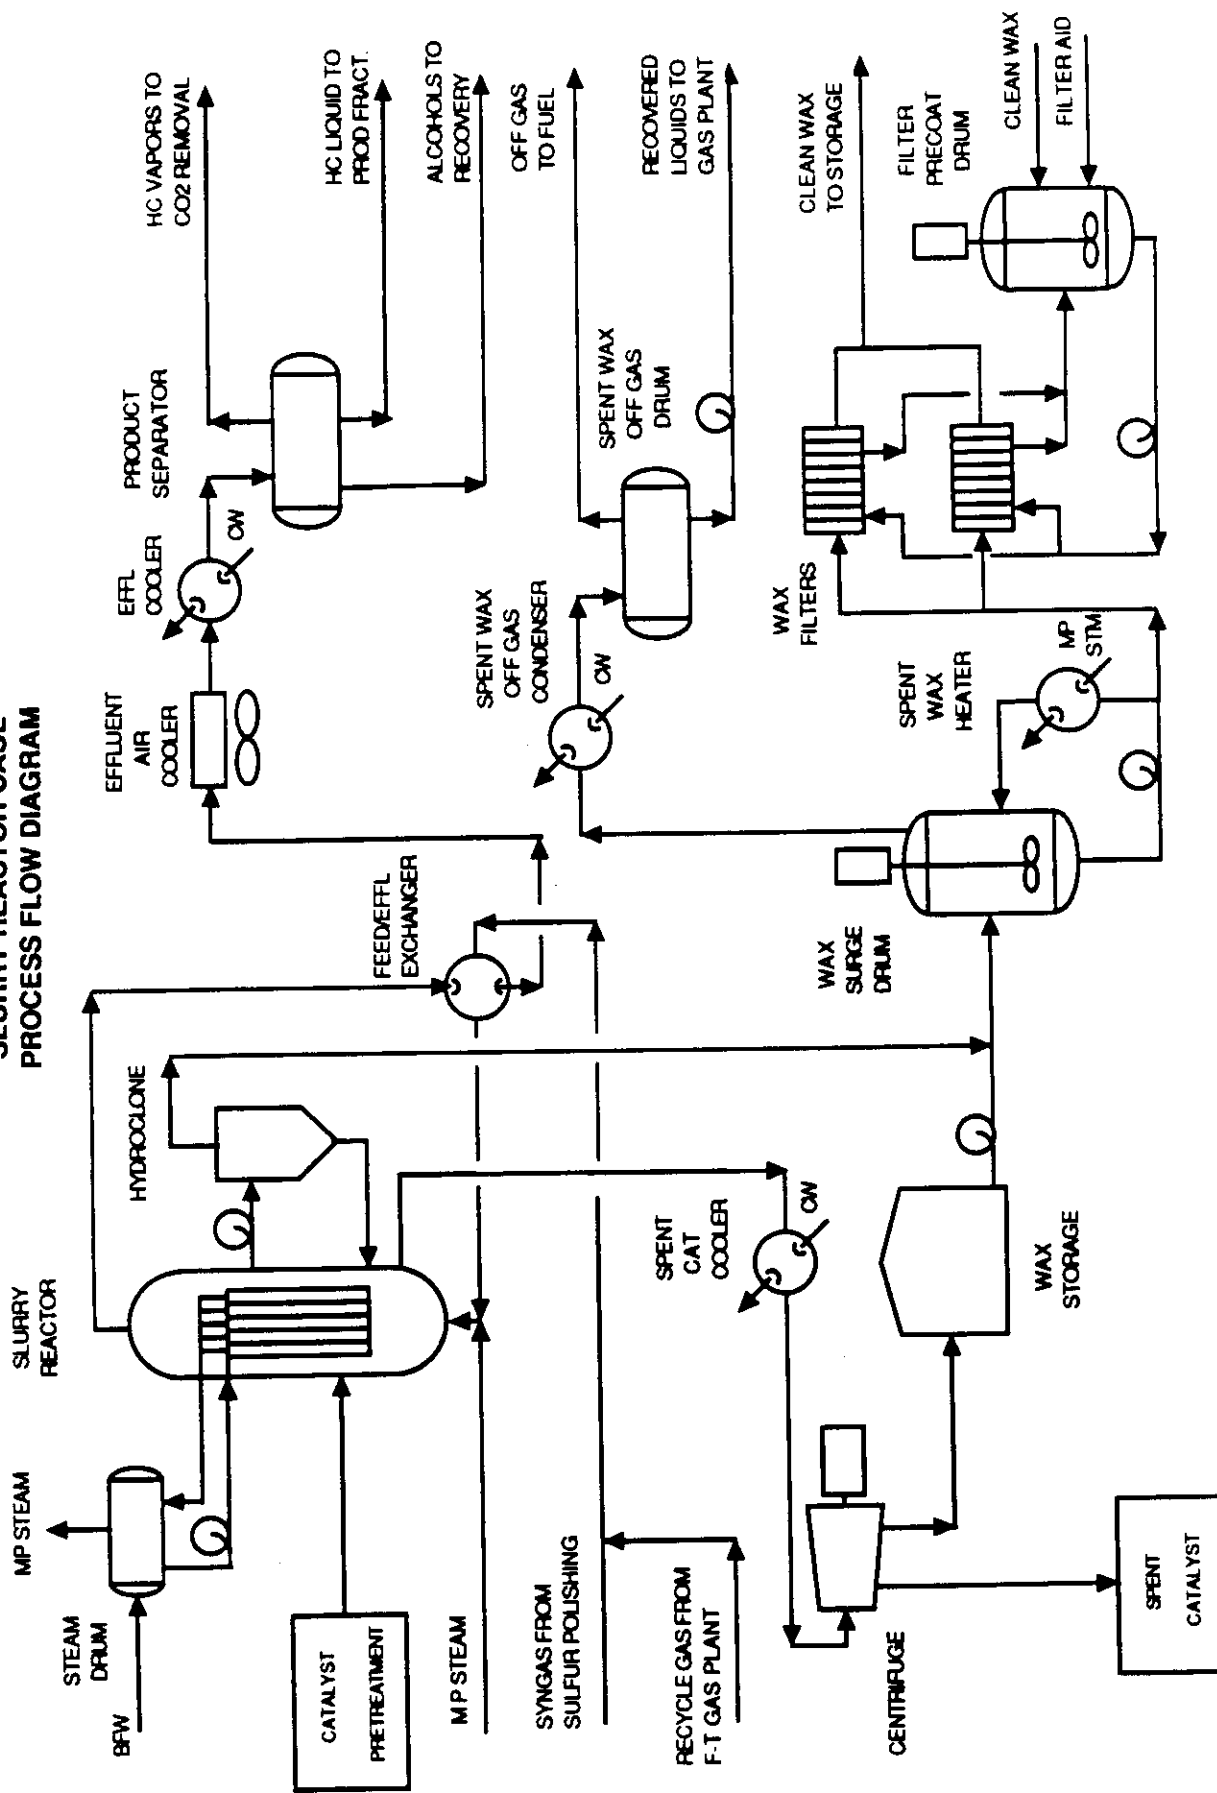 PROCESS FLOW DIAGRAM
MP STEAM
STEAM
DRUM
BFW
SLURRY
REACTOR
HYDROCLONE
CATALYST
PRETREATMENT
MP STEAM
SYNGAS FROM
SULFUR POLISHING
RECYCLE GAS FROM
F-T GAS PLANT
FEED/EFFL
EXCHANGER
EFFLUENT
AIR
COOLER
EFFL
COOLER
CW
PRODUCT
SEPARATOR
HC VAPORS TO
CO2 REMOVAL
HC LIQUID TO
PROD FRACT.
ALCOHOLS TO
RECOVERY
OFF GAS
TO FUEL
RECOVERED
LIQUIDS TO
GAS PLANT
SPENT WAX
OFF GAS
CONDENSER
CW
SPENT WAX
OFF GAS
DRUM
SPENT
CAT
COOLER
CW
CENTRIFUGE
SPENT
CATALYST
WAX
STORAGE
WAX
SURGE
DRUM
SPENT
WAX
HEATER
MP
STM
WAX
FILTERS
CLEAN WAX
TO STORAGE
FILTER
PRECOAT
DRUM
CLEAN WAX
FILTER AID